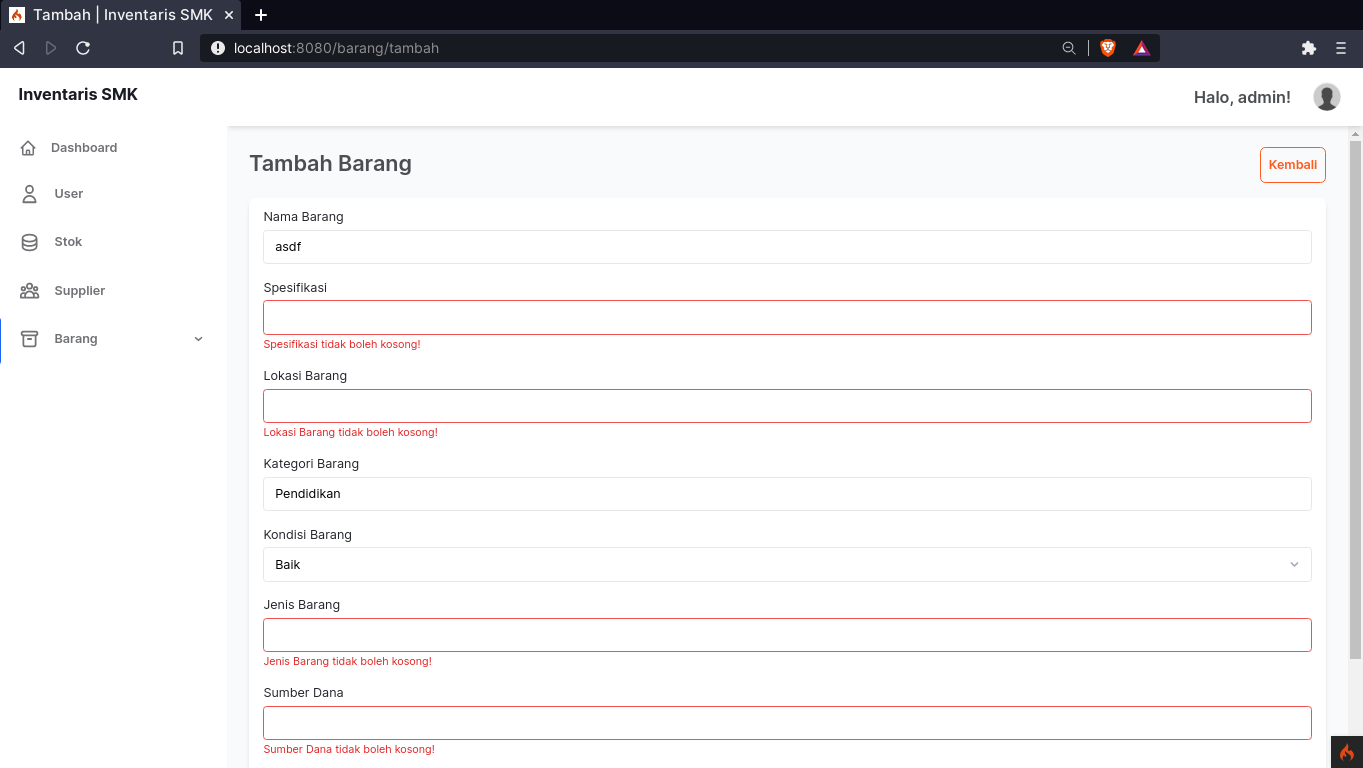 Tambah | Inventaris SMK
localhost:8080/barang/tambah
Inventaris SMK
Halo, admin!
Dashboard
User
Stok
Supplier
Barang
Tambah Barang
Kembali
Nama Barang
asdf
Spesifikasi
Spesifikasi tidak boleh kosong!
Lokasi Barang
Lokasi Barang tidak boleh kosong!
Kategori Barang
Pendidikan
Kondisi Barang
Baik
Jenis Barang
Jenis Barang tidak boleh kosong!
Sumber Dana
Sumber Dana tidak boleh kosong!